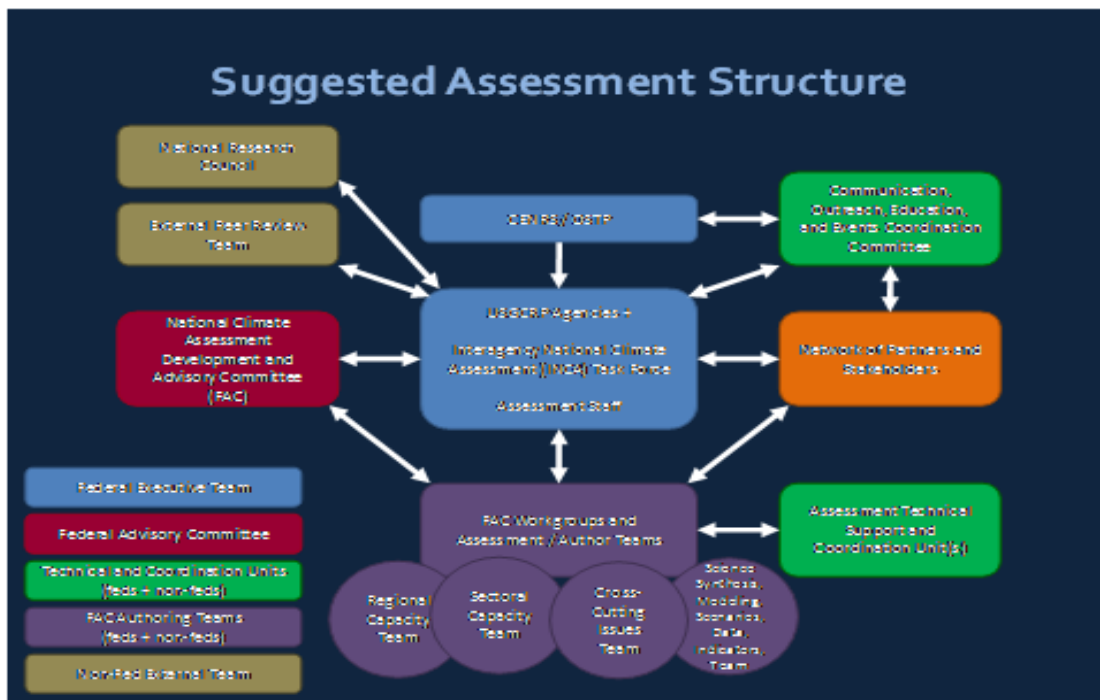 Suggested Assessment Structure
National Research
Council
External Peer Review
Team
CENRS//OSTP
Communication,
Outreach, Education,
and Events Coordination
Committee
USGCRP Agencies +
Interagency National Climate
Assessment (INCA) Task Force
Assessment Staff
National Climate
Assessment
Development and
Advisory Committee
(FAC)
Network of Partners and
Stakeholders
Federal Executive Team
Federal Advisory Committee
Technical and Coordination Units
(feds + non-feds)
FAC Authoring Teams
(feds + non-feds)
Non-Fed External Team
FAC Workgroups and
Assessment / Author Teams
Assessment Technical
Support and
Coordination Unit(s)
Regional
Capacity
Team
Sectoral
Capacity
Team
Cross-
Cutting
Issues
Team
Science
Synthesis,
Modeling,
Scenarios,
Data,
Indicators,
Team